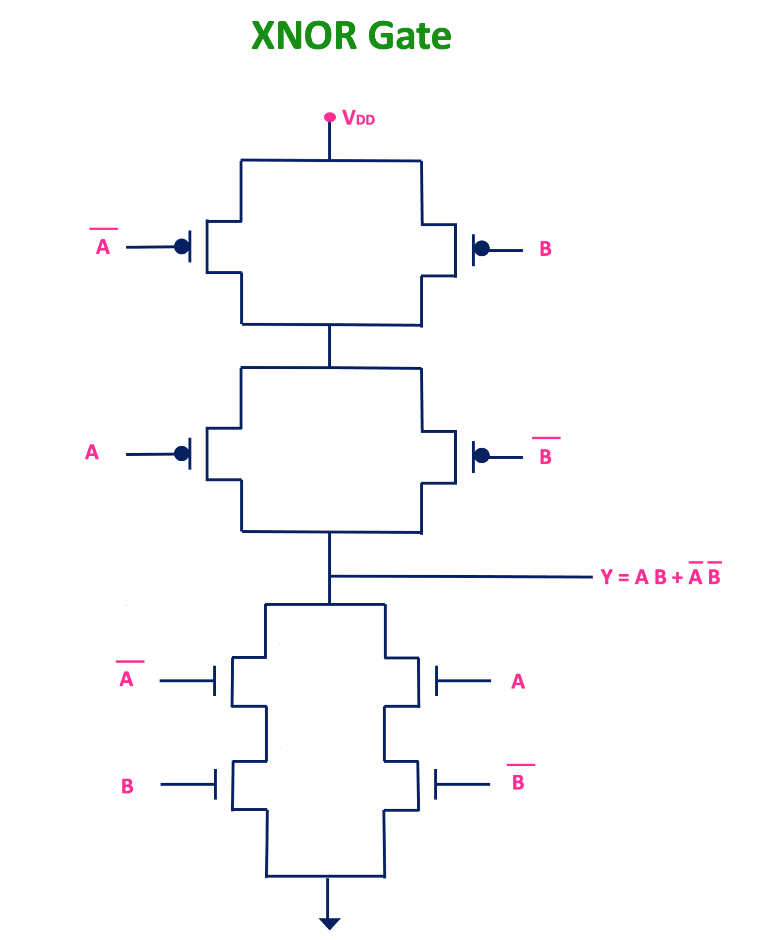 XNOR Gate
VDD
A̅
B
A
B̅
Y = A B + A̅ B̅
A̅
A
B
B̅